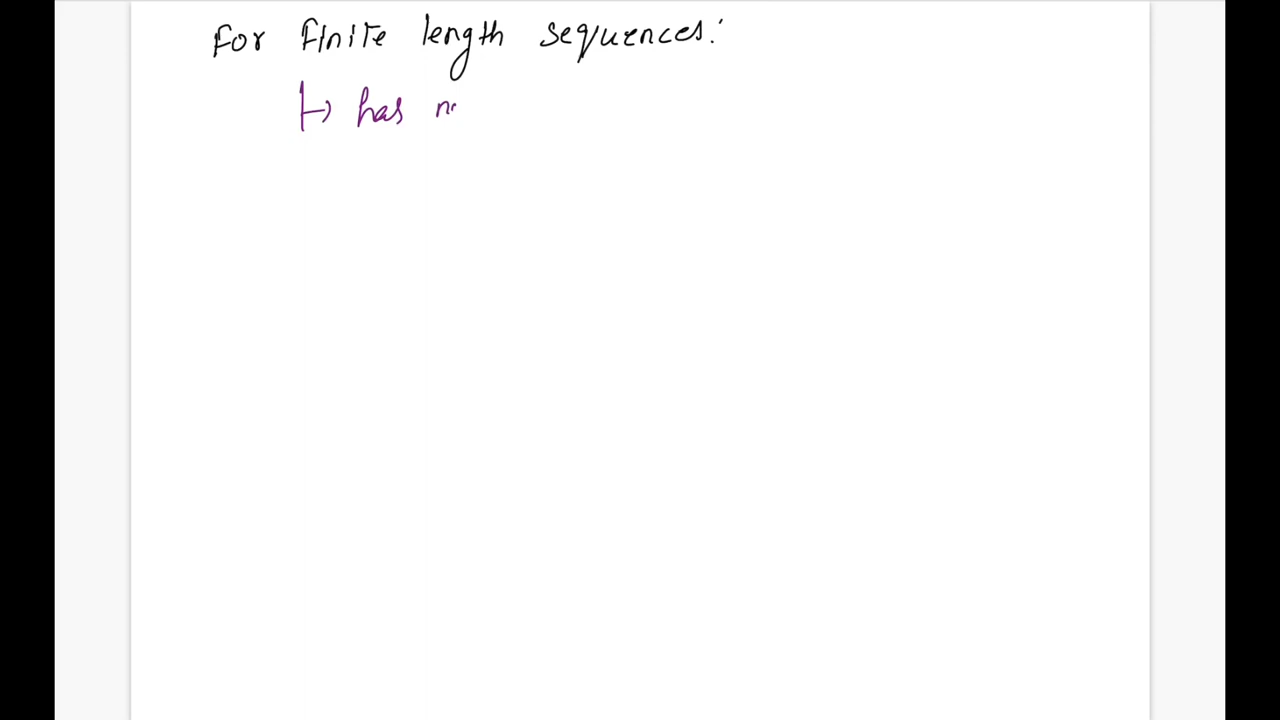 For finite length sequences:
↦ has